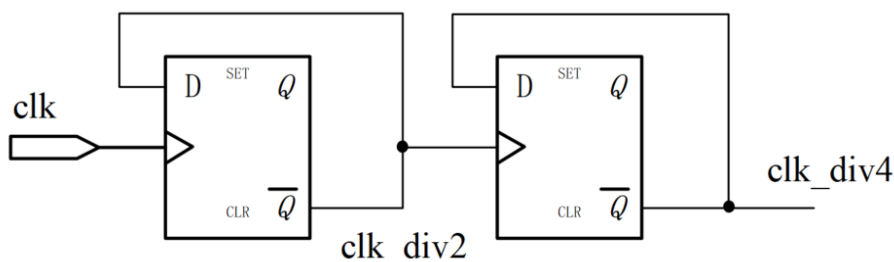 clk
D
SET
Q
CLR
Q̅
clk_div2
D
SET
Q
CLR
Q̅
clk_div4